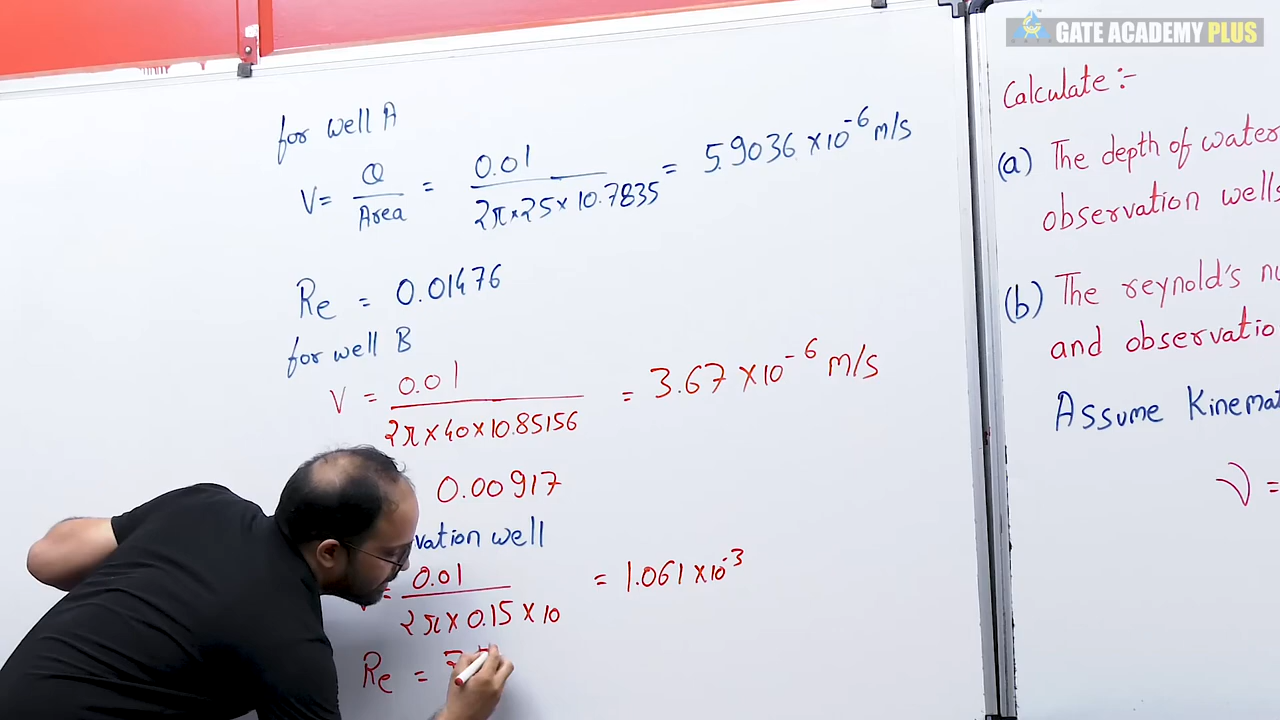 GATE ACADEMY PLUS
for well A
V = Q / Area = 0.01 / 2π×25×10.7835 = 5.9036 ×10⁻⁶ m/s
Re = 0.01476
for well B
V = 0.01 / 2π×40×10.85156 = 3.67 ×10⁻⁶ m/s
0.00917
vation well
= 0.01 / 2π×0.15×10 = 1.061×10⁻³
Re =
Calculate :-
(a) The depth of water
observation wells
(b) The reynold's
and
Assume
ν =